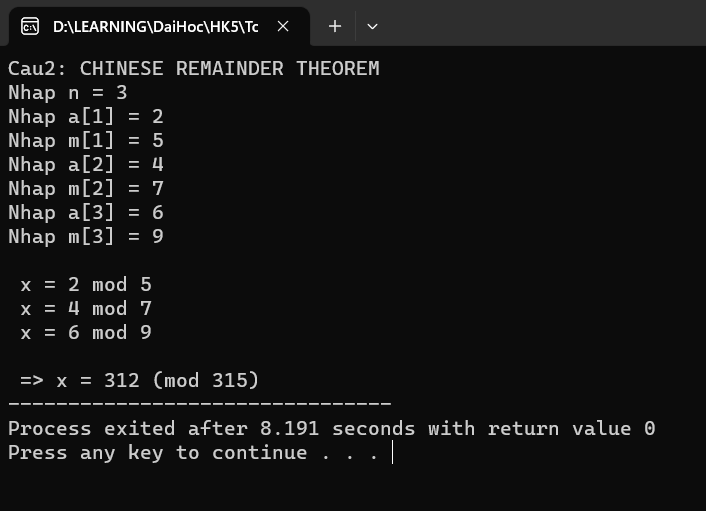 D:\LEARNING\DaiHoc\HK5\Tc
Cau2: CHINESE REMAINDER THEOREM
Nhap n = 3
Nhap a[1] = 2
Nhap m[1] = 5
Nhap a[2] = 4
Nhap m[2] = 7
Nhap a[3] = 6
Nhap m[3] = 9
x = 2 mod 5
x = 4 mod 7
x = 6 mod 9
=> x = 312 (mod 315)
--------------------------------
Process exited after 8.191 seconds with return value 0
Press any key to continue . . .